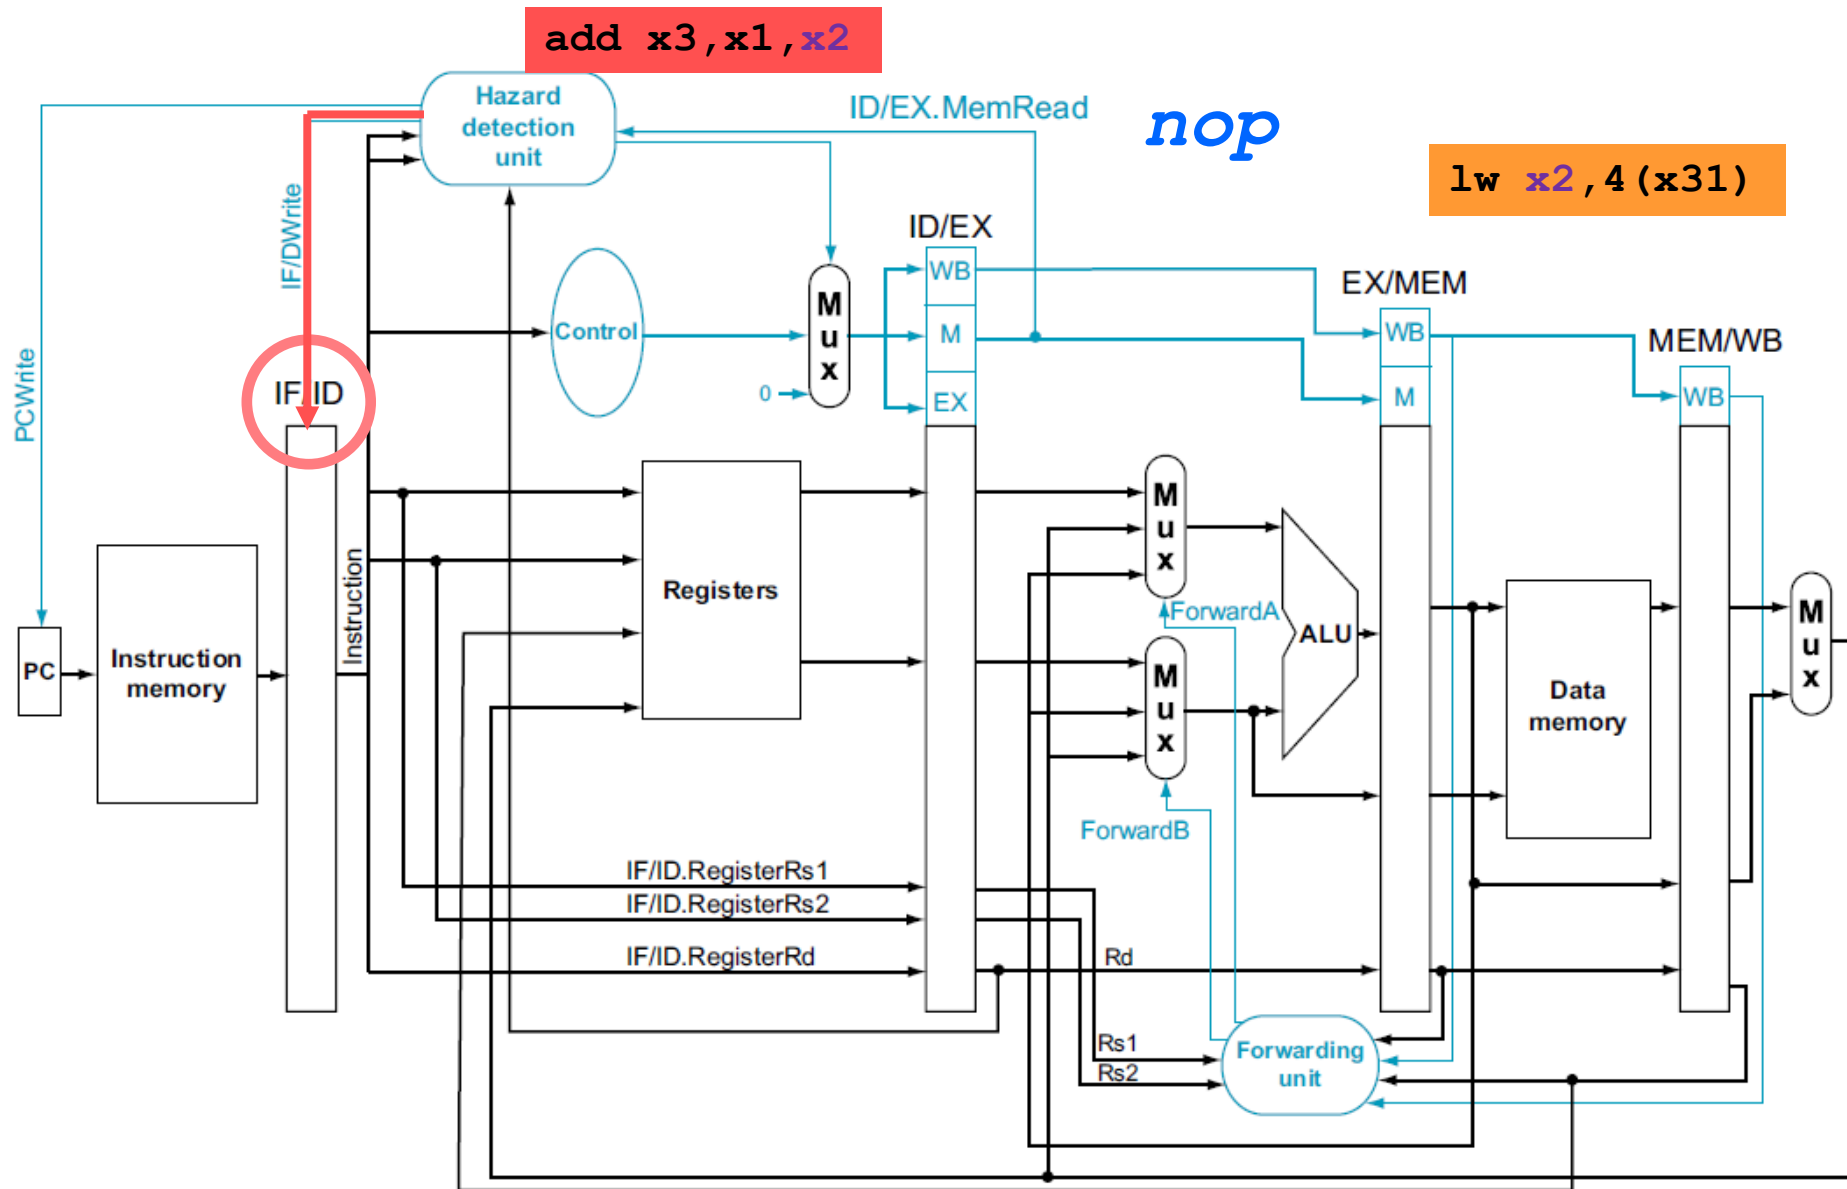 add x3,x1,x2
Hazard
detection
unit
ID/EX.MemRead
nop
lw x2,4(x31)
IF/DWrite
PCWrite
ID/EX
WB
M
EX
EX/MEM
WB
M
MEM/WB
WB
Control
0
M
u
x
IF/ID
Instruction
PC
Instruction
memory
Registers
M
u
x
ForwardA
M
u
x
ForwardB
ALU
Data
memory
M
u
x
IF/ID.RegisterRs1
IF/ID.RegisterRs2
IF/ID.RegisterRd
Rd
Rs1
Rs2
Forwarding
unit